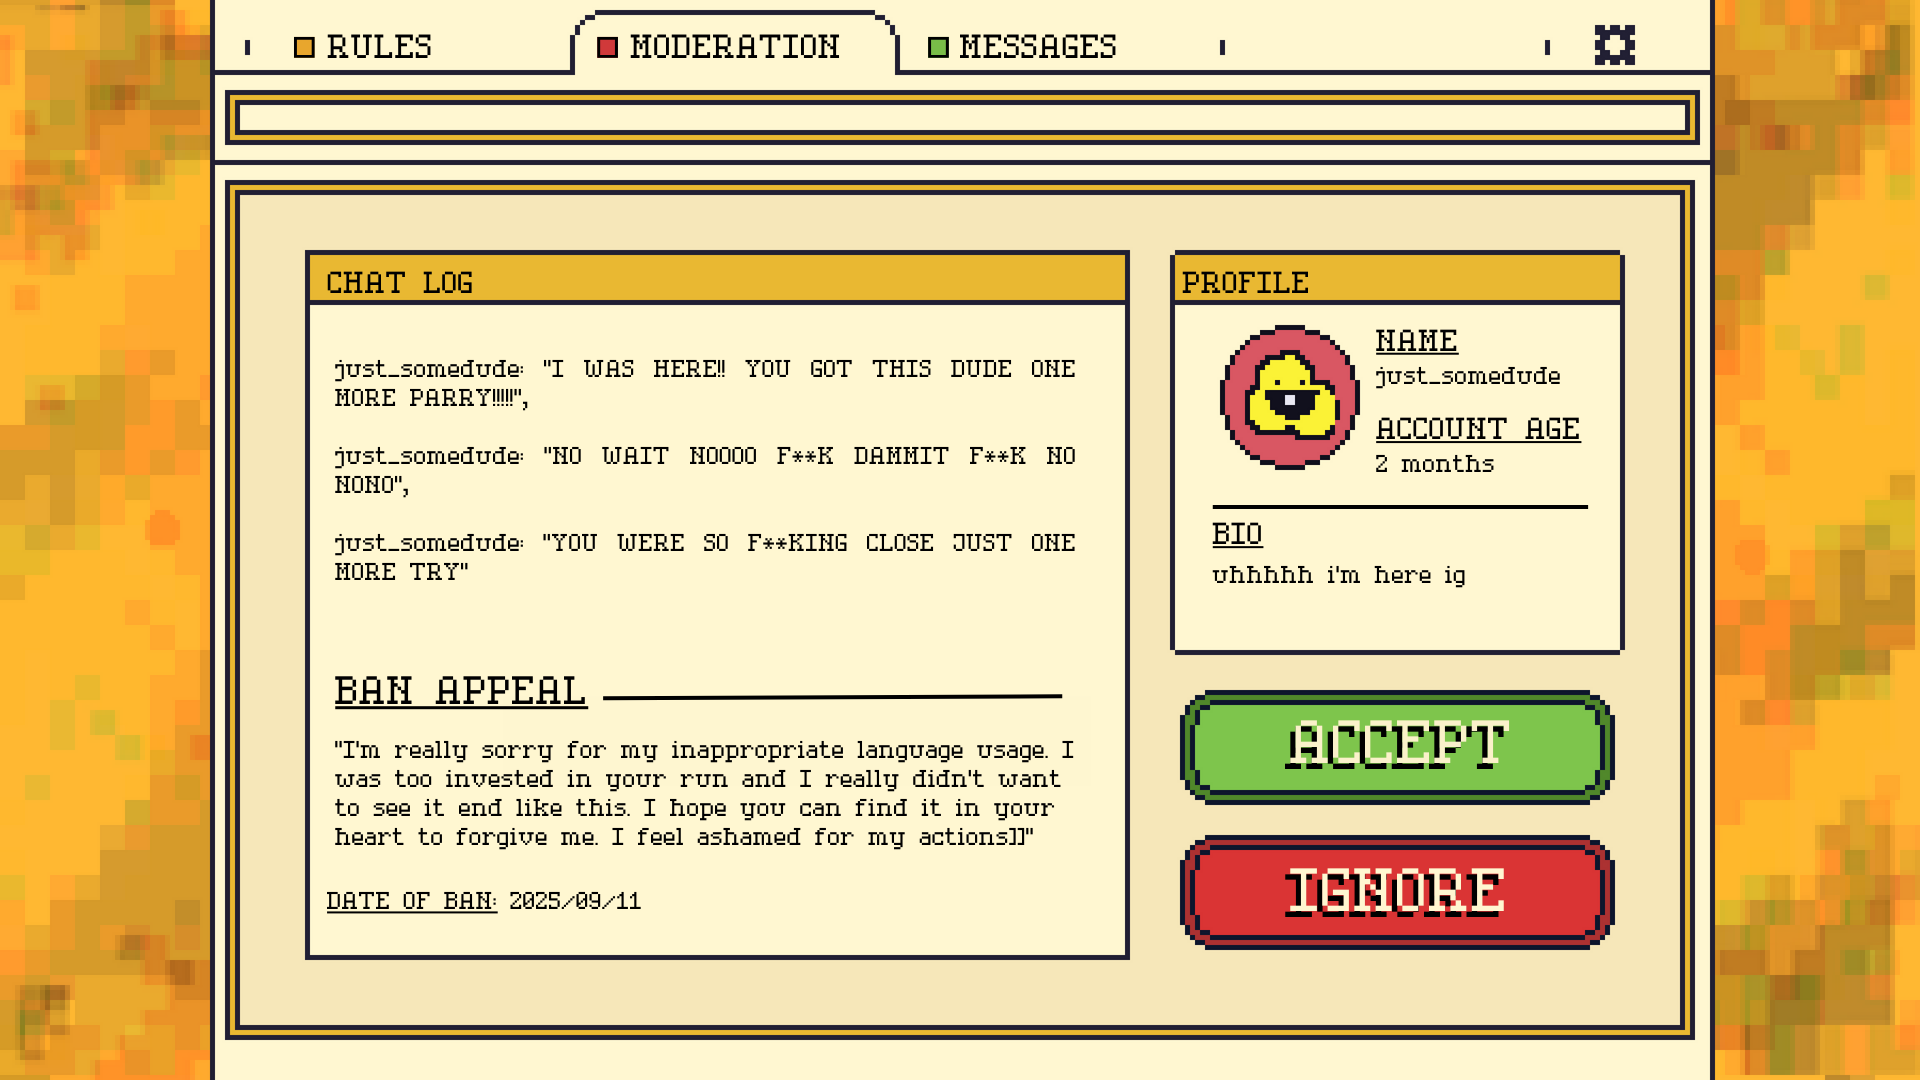 RULES MODERATION MESSAGES
CHAT LOG
just_somedude: "I WAS HERE!! YOU GOT THIS DUDE ONE
MORE PARRY!!!!!",
just_somedude: "NO WAIT NOOOO F**K DAMMIT F**K NO
NONO",
just_somedude: "YOU WERE SO F**KING CLOSE JUST ONE
MORE TRY"
BAN APPEAL
"I'm really sorry for my inappropriate language usage. I
was too invested in your run and I really didn't want
to see it end like this. I hope you can find it in your
heart to forgive me. I feel ashamed for my actions]]"
DATE OF BAN: 2025/09/11
PROFILE
NAME
just_somedude
ACCOUNT AGE
2 months
BIO
uhhhhh i'm here ig
ACCEPT
IGNORE